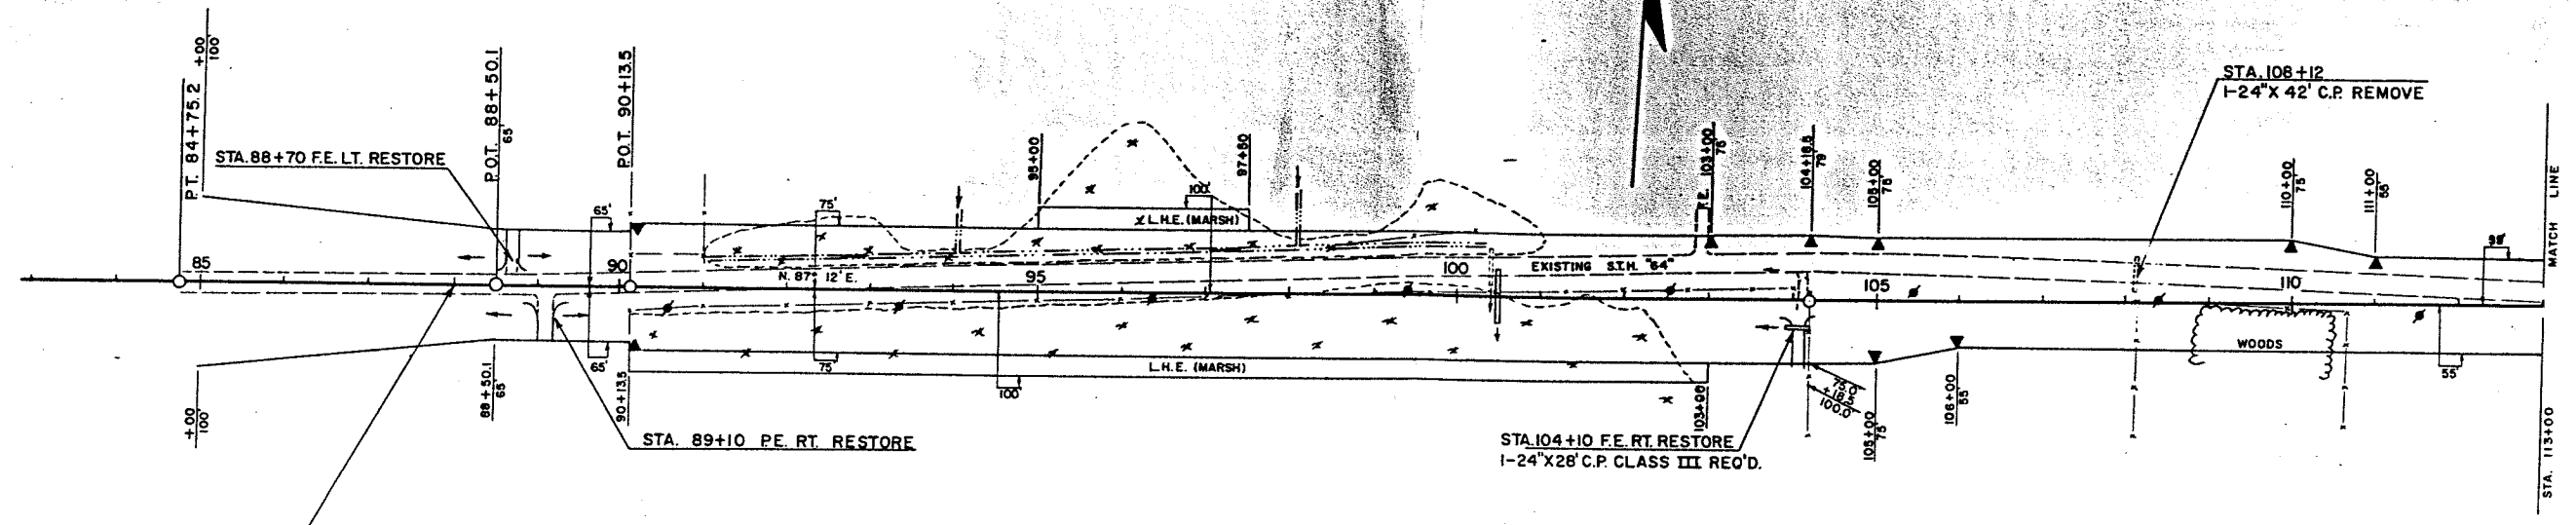 P.T. 84+75.2
+00
100'
P.O.T. 88+50.1
65'
P.O.T. 90+13.5
STA. 88+70 F.E. LT. RESTORE
65'
75'
95+00
100'
97+50
L.H.E. (MARSH)
F.E.
103+00
75'
104+18.5
79'
105+00
75'
STA. 108+12
1-24"X 42' C.P. REMOVE
110+00
75'
111+00
55'
98'
MATCH LINE
85
90
N. 87° 12' E.
95
100
EXISTING S.T.H. "64"
105
110
WOODS
65'
75'
L.H.E. (MARSH)
100'
103+00
75.0
+18.5
100.0'
55'
+00
100'
88+50.1
65'
90+13.5
105+00
75'
106+00
55'
STA. 89+10 P.E. RT. RESTORE
STA. 104+10 F.E. RT. RESTORE
1-24"X28' C.P. CLASS III REQ'D.
STA. 113+00